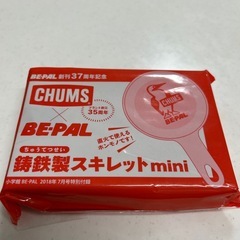 BE-PAL 創刊37周年記念
CHUMS
×
35周年
BE-PAL
直火で使える
ホンモノです!
ちゅうてつせい
鋳鉄製スキレットmini
小学館 BE-PAL 2018年 7月号特別付録